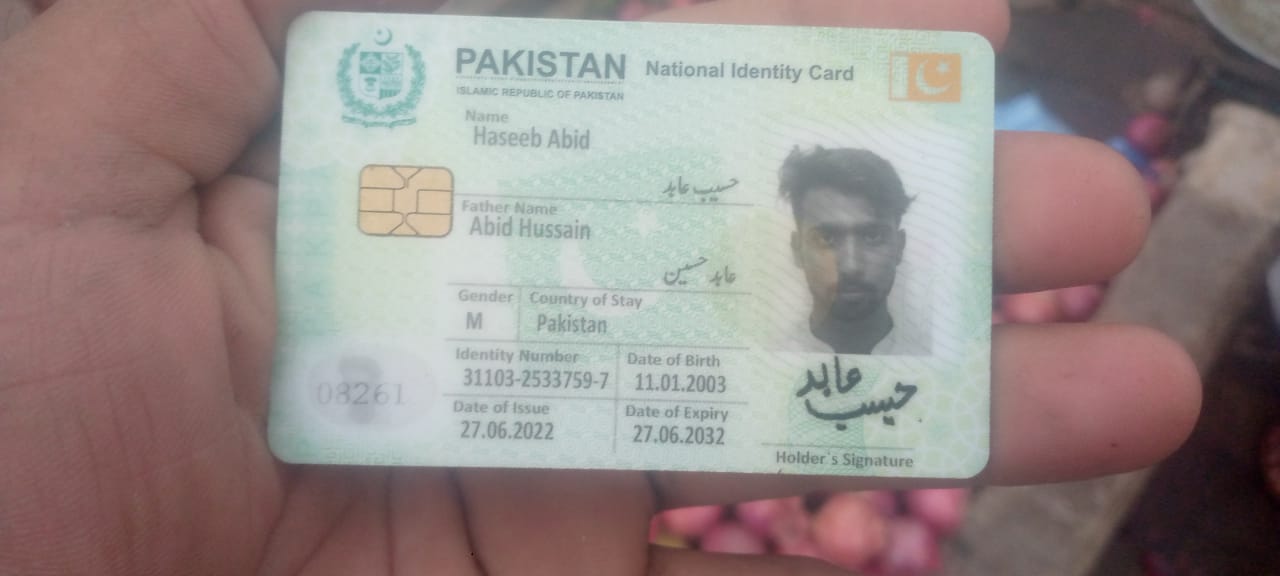 PAKISTAN National Identity Card
ISLAMIC REPUBLIC OF PAKISTAN
Name
Haseeb Abid
حسیب عابد
Father Name
Abid Hussain
عابد حسین
Gender Country of Stay
M Pakistan
Identity Number Date of Birth
31103-2533759-7 11.01.2003
Date of Issue Date of Expiry
27.06.2022 27.06.2032
08261
حسیب عابد
Holder's Signature